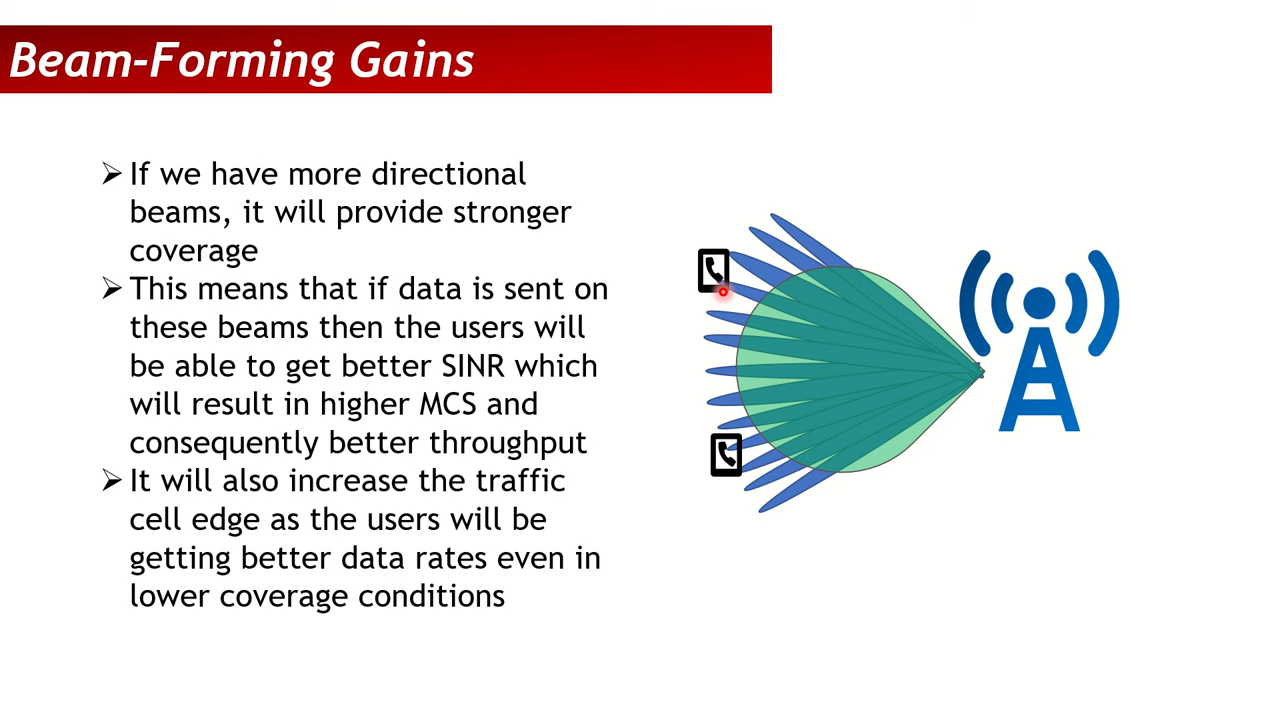 Beam-Forming Gains
➢ If we have more directional
beams, it will provide stronger
coverage
➢ This means that if data is sent on
these beams then the users will
be able to get better SINR which
will result in higher MCS and
consequently better throughput
➢ It will also increase the traffic
cell edge as the users will be
getting better data rates even in
lower coverage conditions